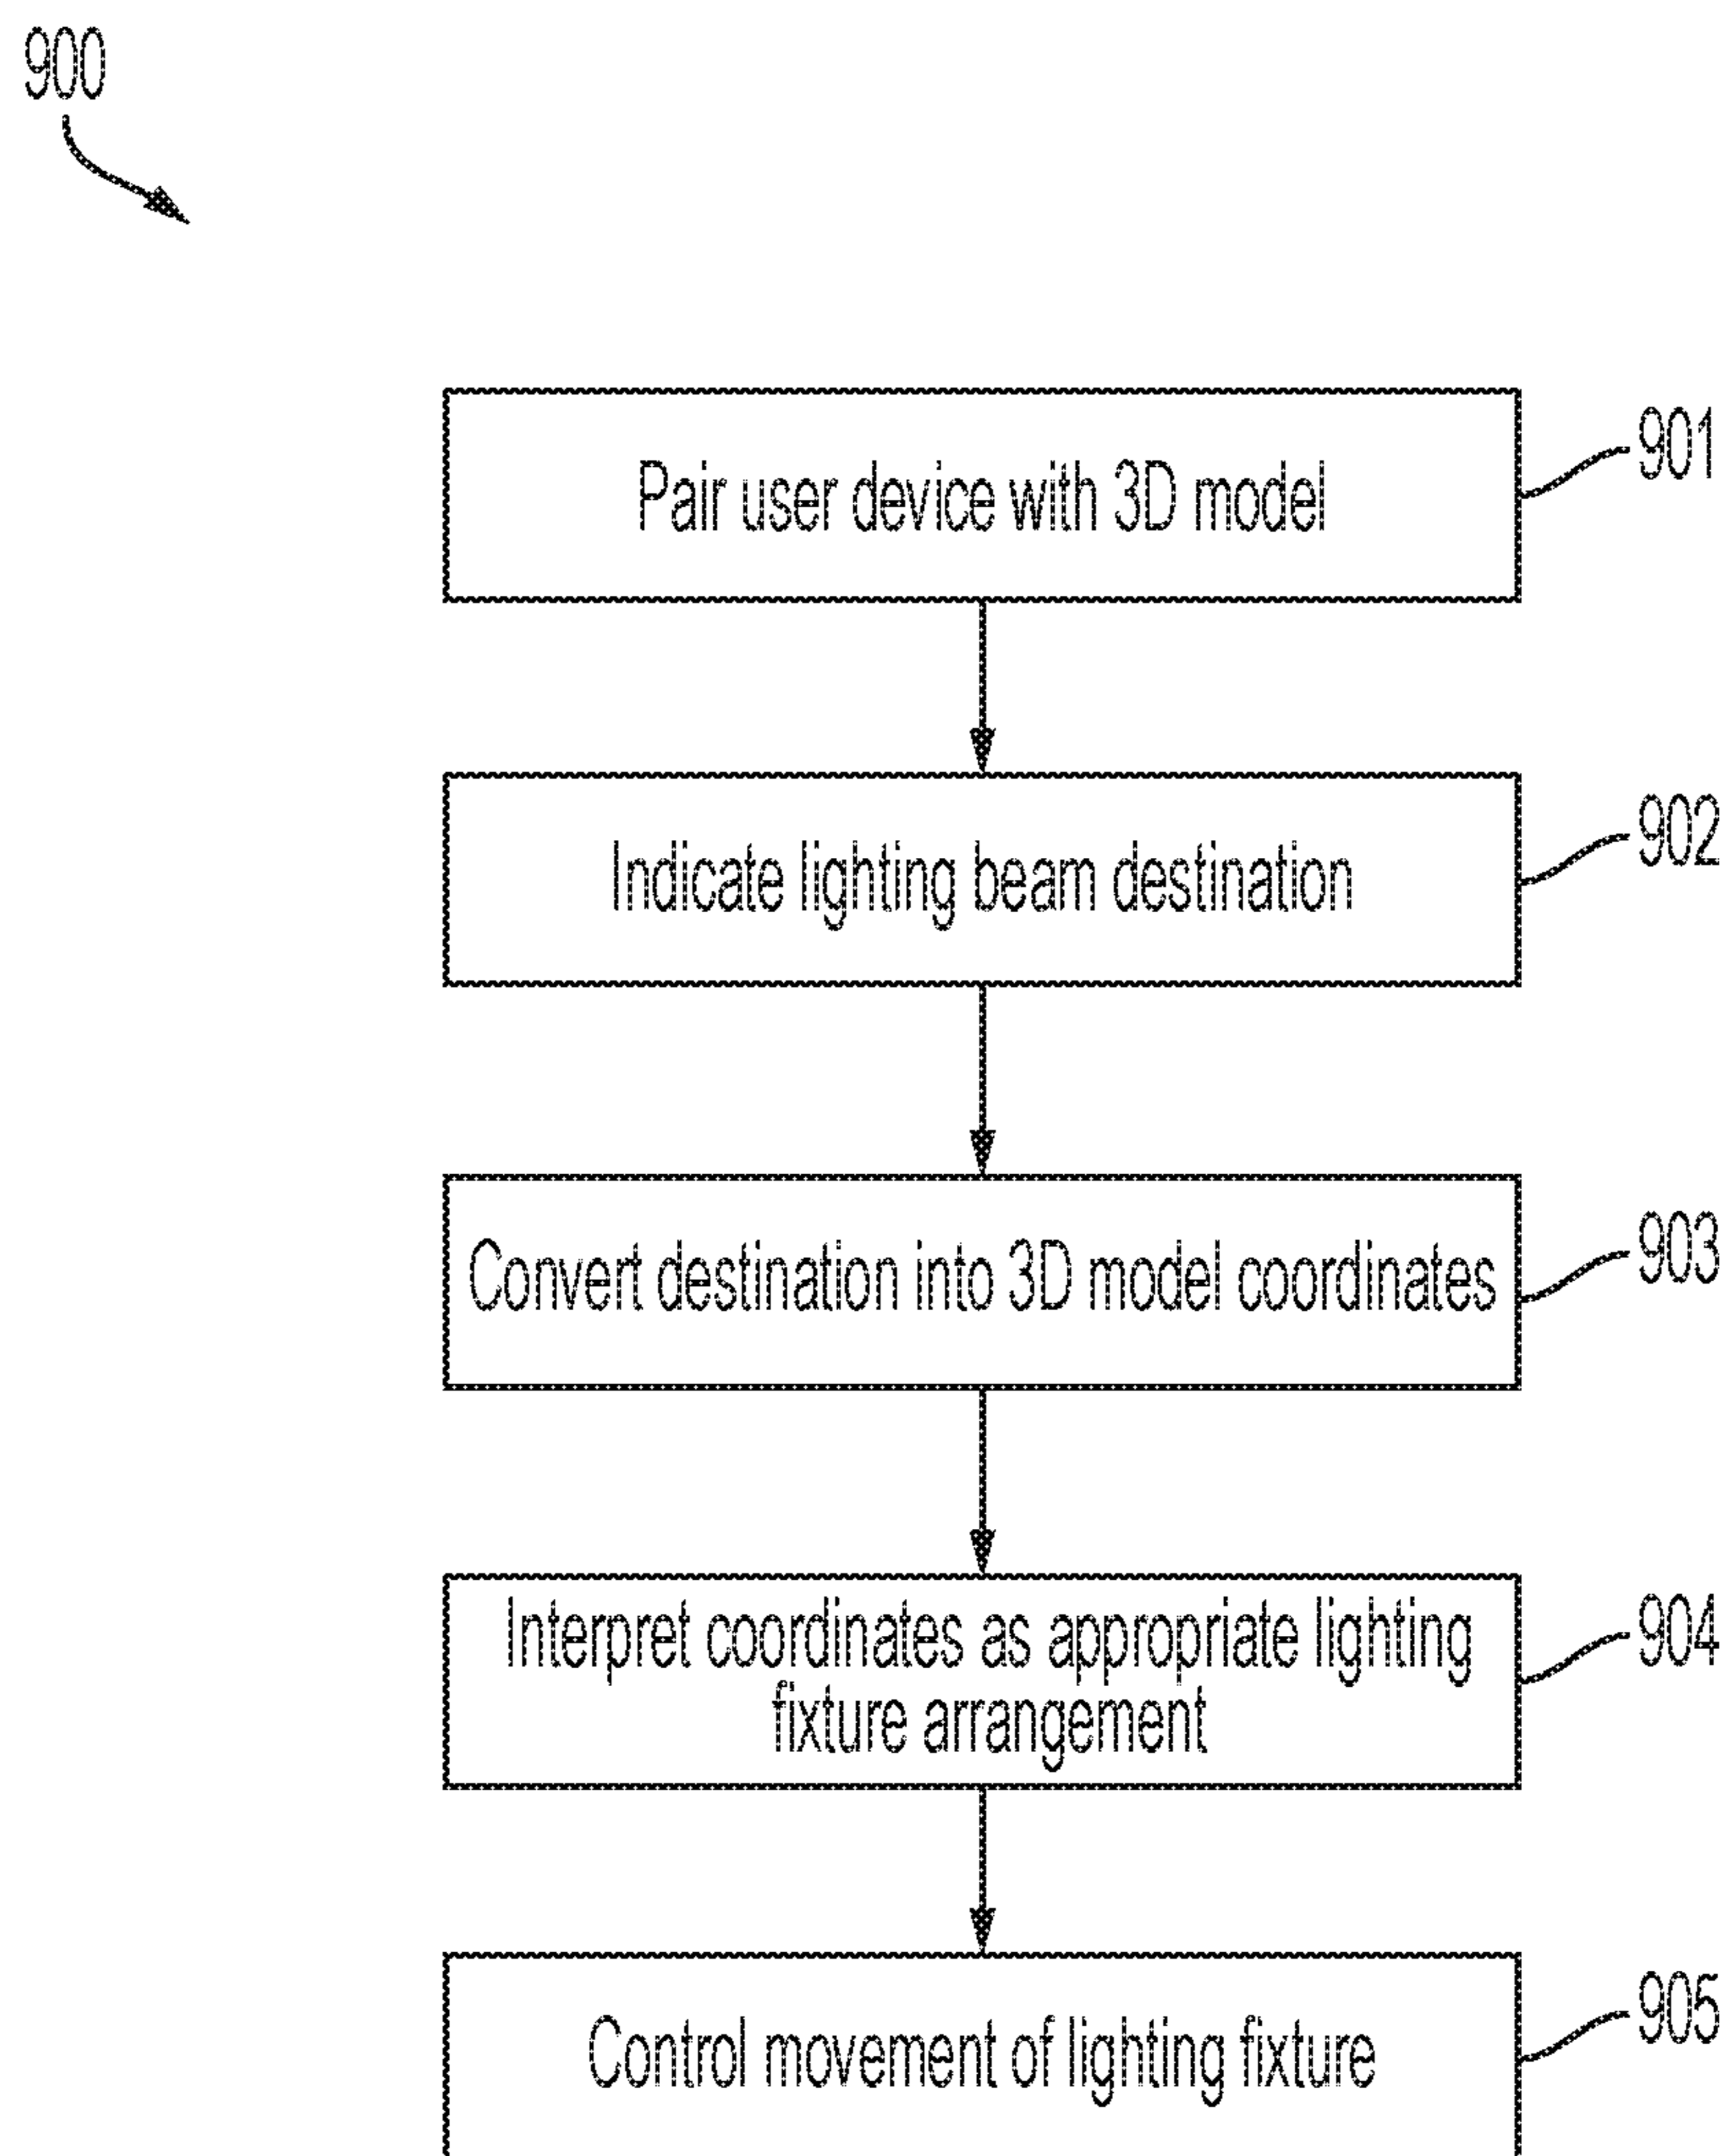 900
Pair user device with 3D model
901
Indicate lighting beam destination
902
Convert destination into 3D model coordinates
903
Interpret coordinates as appropriate lighting
fixture arrangement
904
Control movement of lighting fixture
905